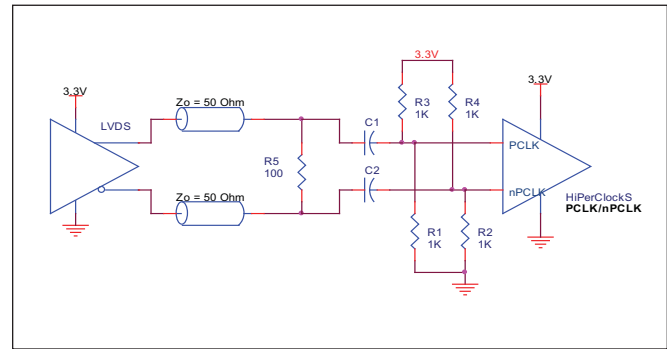 3.3V
3.3V
3.3V
LVDS
Zo = 50 Ohm
R3
1K
R4
1K
C1
PCLK
R5
100
C2
nPCLK
Zo = 50 Ohm
HiPerClockS
PCLK/nPCLK
R1
1K
R2
1K